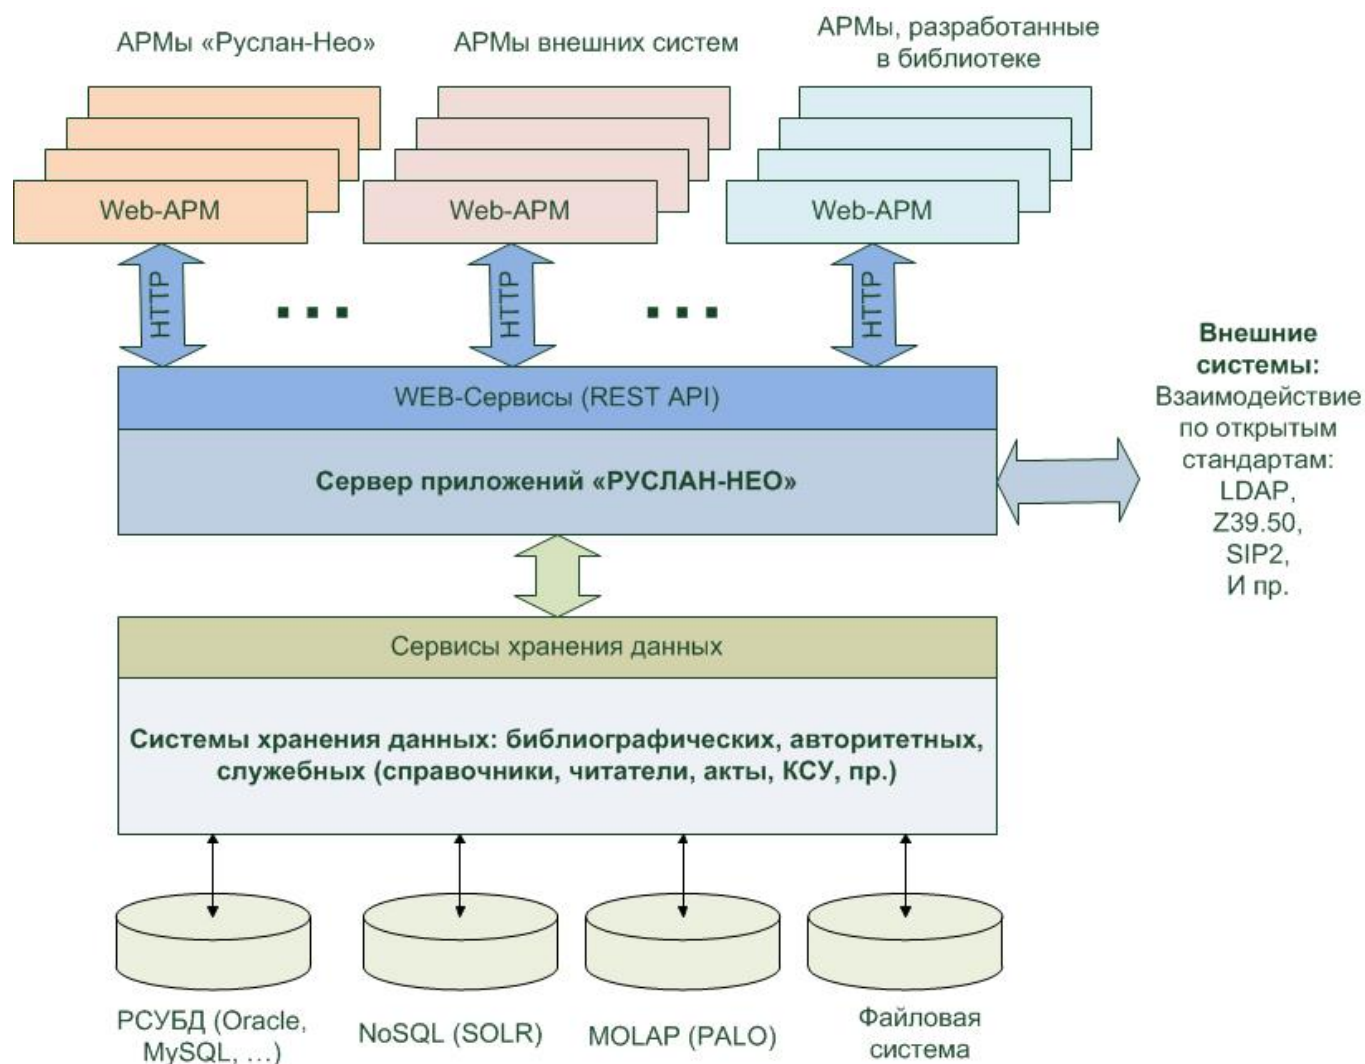 АРМы «Руслан-Нео»
АРМы внешних систем
АРМы, разработанные
в библиотеке
Web-АРМ
Web-АРМ
Web-АРМ
HTTP
HTTP
HTTP
WEB-Сервисы (REST API)
Сервер приложений «РУСЛАН-НЕО»
Внешние
системы:
Взаимодействие
по открытым
стандартам:
LDAP,
Z39.50,
SIP2,
И пр.
Сервисы хранения данных
Системы хранения данных: библиографических, авторитетных,
служебных (справочники, читатели, акты, КСУ, пр.)
РСУБД (Oracle,
MySQL, ...)
NoSQL (SOLR)
MOLAP (PALO)
Файловая
система